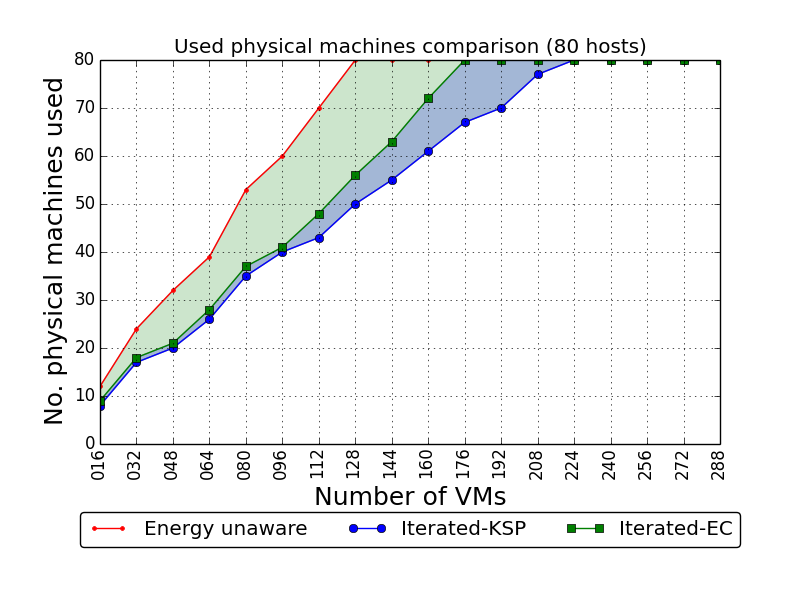 Used physical machines comparison (80 hosts)
No. physical machines used
80
70
60
50
40
30
20
10
0
016 032 048 064 080 096 112 128 144 160 176 192 208 224 240 256 272 288
Number of VMs
Energy unaware Iterated-KSP Iterated-EC